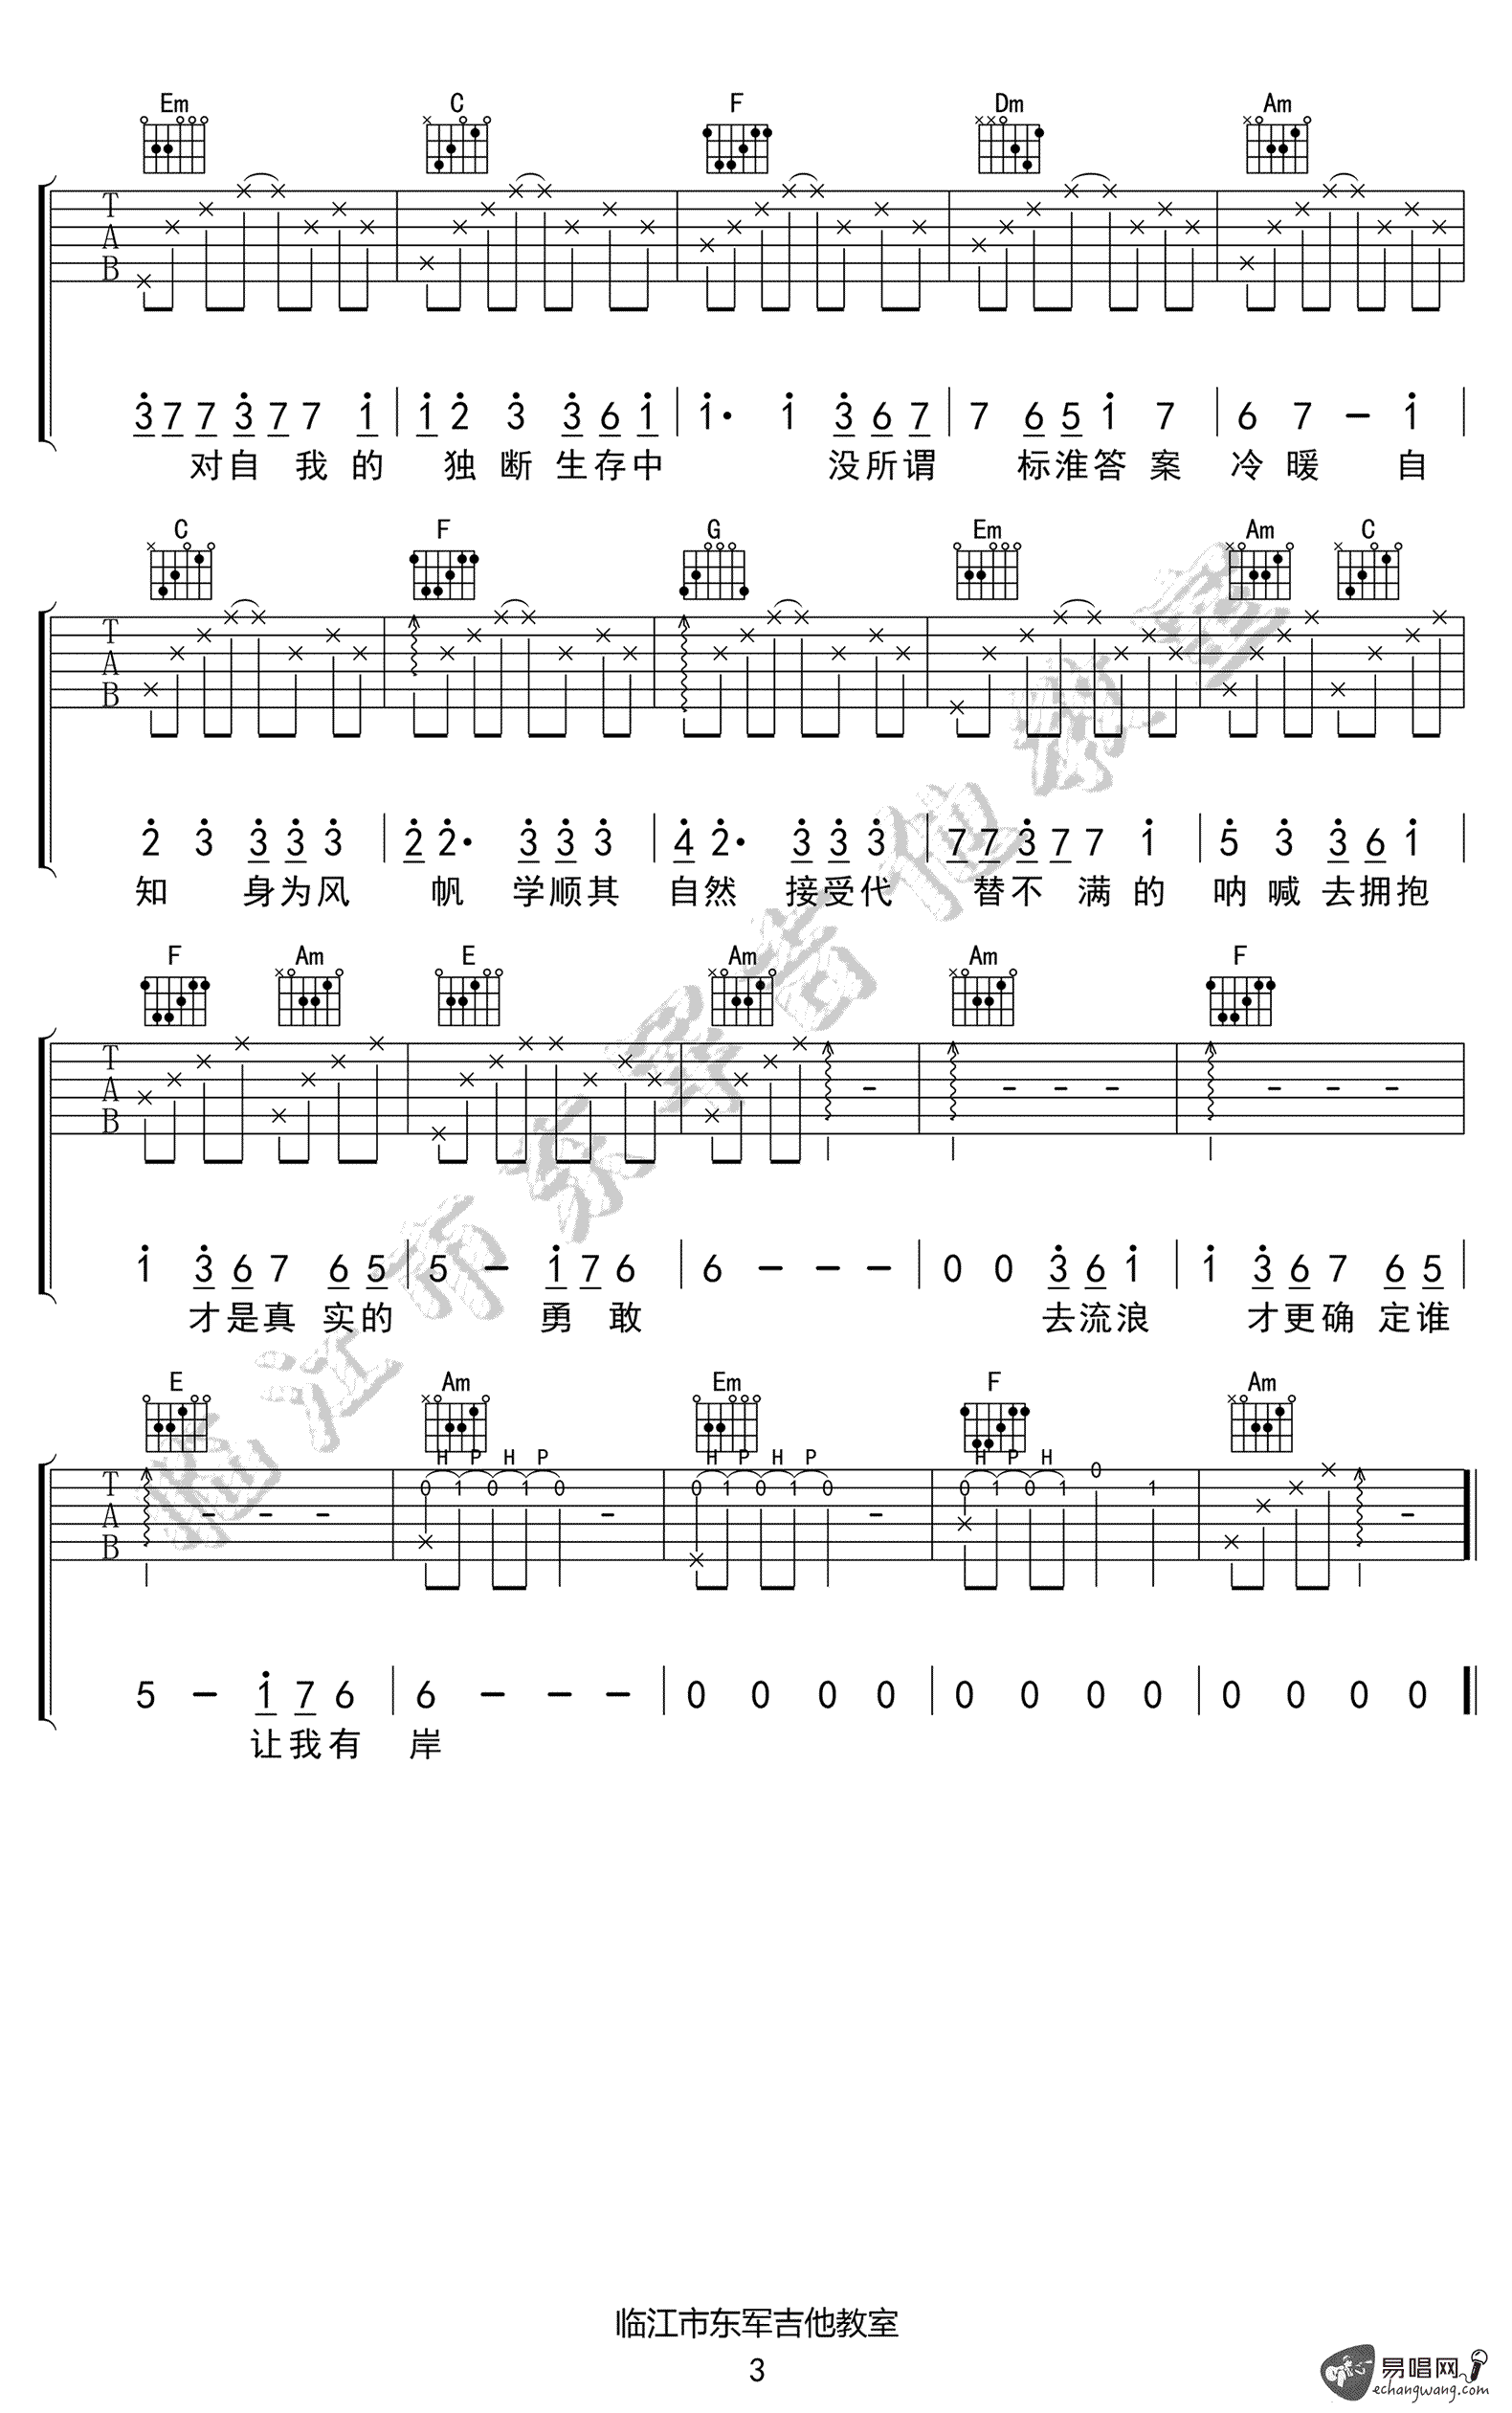 Em C F Dm Am
T
A
B
3 7 7 3 7 7 1 | 1 2 3 3 6 1 | 1· 1 3 6 7 | 7 6 5 1 7 | 6 7 - 1 |
对自 我的 独断生存中 没所谓 标淮答案冷暖 自
C F G Em Am C
T
A
B
2 3 3 3 3 | 2 2· 3 3 3 | 4 2· 3 3 3 | 7 7 3 7 7 1 | 5 3 3 6 1 |
知 身为风 帆 学顺其 自然 接受代 替不 满的 呐喊去拥抱
F Am E Am Am F
T
A
B
1 3 6 7 6 5 | 5 - 1 7 6 | 6 - - - | 0 0 3 6 1 | 1 3 6 7 6 5 |
才是真 实的 勇敢 去流浪 才更确 定谁
E Am Em F Am
H P H P H P H P H P H
0
T 0 1 0 1 0 0 1 0 1 0 0 1 0 1 1
A
B
5 - 1 7 6 | 6 - - - | 0 0 0 0 | 0 0 0 0 | 0 0 0 0
让我有 岸
临江市东军吉他教室
临江市东军吉他教室
3
易唱网
echangwang.com